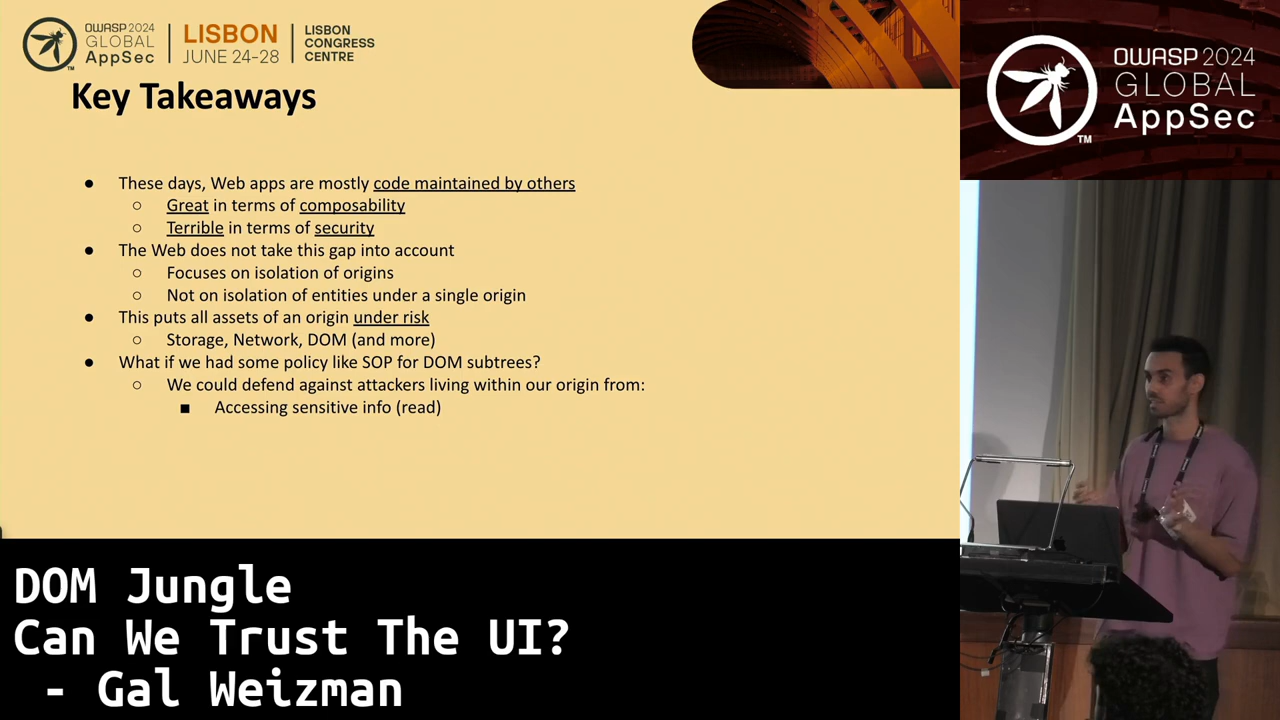 OWASP 2024
GLOBAL
AppSec
TM
LISBON
JUNE 24-28
LISBON
CONGRESS
CENTRE
Key Takeaways
● These days, Web apps are mostly code maintained by others
○ Great in terms of composability
○ Terrible in terms of security
● The Web does not take this gap into account
○ Focuses on isolation of origins
○ Not on isolation of entities under a single origin
● This puts all assets of an origin under risk
○ Storage, Network, DOM (and more)
● What if we had some policy like SOP for DOM subtrees?
○ We could defend against attackers living within our origin from:
■ Accessing sensitive info (read)
OWASP 2024
GLOBAL
AppSec
TM
DOM Jungle
Can We Trust The UI?
- Gal Weizman